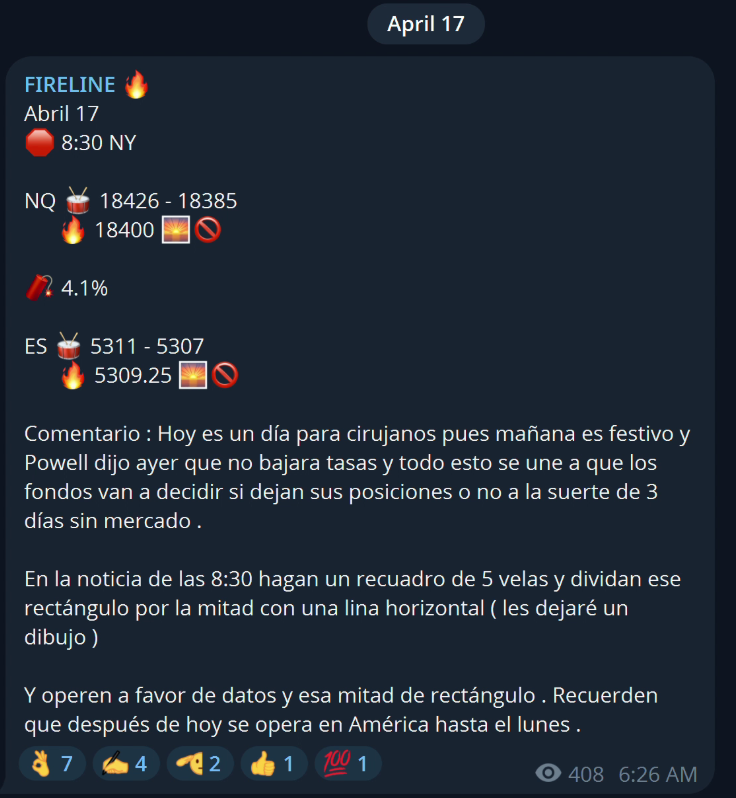 April 17
FIRELINE 🔥
Abril 17
🛑 8:30 NY
NQ 🥁 18426 - 18385
🔥 18400 🌅🚫
🧨 4.1%
ES 🥁 5311 - 5307
🔥 5309.25 🌅🚫
Comentario : Hoy es un día para cirujanos pues mañana es festivo y
Powell dijo ayer que no bajara tasas y todo esto se une a que los
fondos van a decidir si dejan sus posiciones o no a la suerte de 3
días sin mercado .
En la noticia de las 8:30 hagan un recuadro de 5 velas y dividan ese
rectángulo por la mitad con una lina horizontal ( les dejaré un
dibujo )
Y operen a favor de datos y esa mitad de rectángulo . Recuerden
que después de hoy se opera en América hasta el lunes .
👌 7 ✍️ 4 🫰 2 👍 1 💯 1
408 6:26 AM